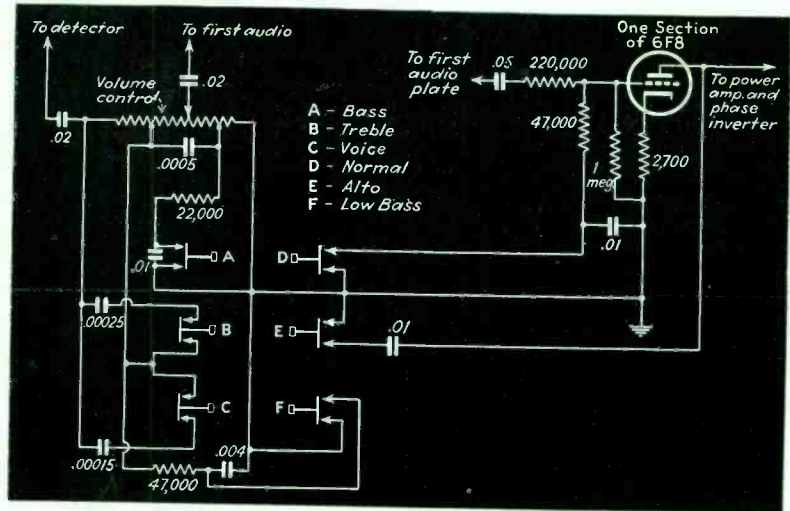 To detector
To first audio
One Section
of 6F8
To first
audio
plate
.05
220,000
To power
amp. and
phase
inverter
Volume
control
.02
.02
.0005
A - Bass
B - Treble
C - Voice
D - Normal
E - Alto
F - Low Bass
47,000
1
meg.
2,700
22,000
.01
.01
A
D
.00025
B
E
.01
C
F
.00015
47,000
.004